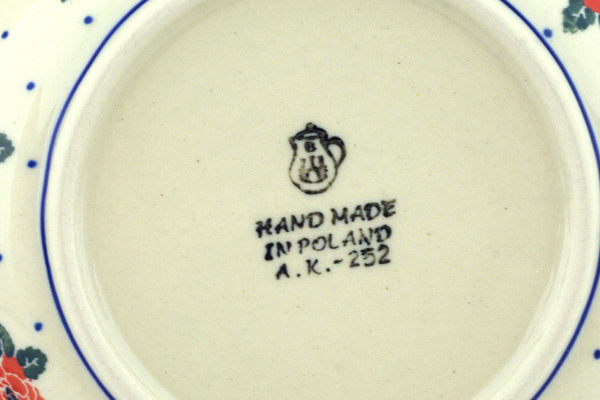 B
HAND MADE
IN POLAND
A.K.-252